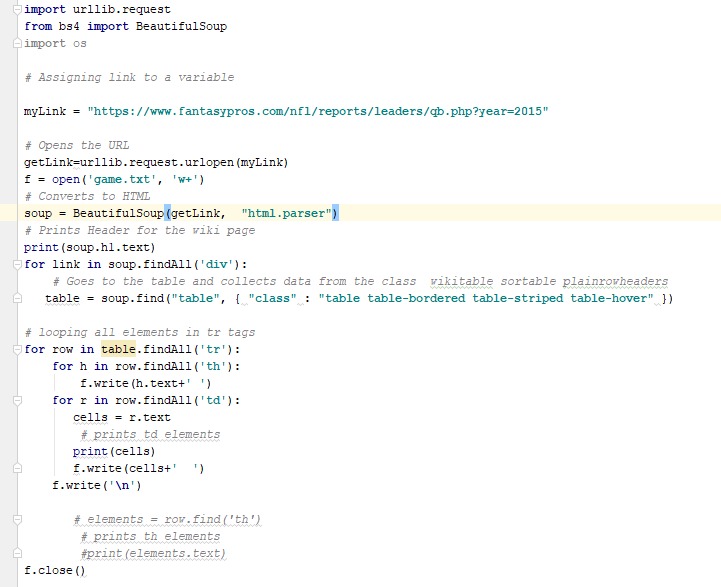 import urllib.request
from bs4 import BeautifulSoup
import os
# Assigning link to a variable
myLink = "https://www.fantasypros.com/nfl/reports/leaders/qb.php?year=2015"
# Opens the URL
getLink=urllib.request.urlopen(myLink)
f = open('game.txt', 'w+')
# Converts to HTML
soup = BeautifulSoup(getLink,  "html.parser")
# Prints Header for the wiki page
print(soup.h1.text)
for link in soup.findAll('div'):
    # Goes to the table and collects data from the class  wikitable sortable plainrowheaders
   table = soup.find("table", { "class" : "table table-bordered table-striped table-hover" })
# looping all elements in tr tags
for row in table.findAll('tr'):
    for h in row.findAll('th'):
        f.write(h.text+' ')
    for r in row.findAll('td'):
       cells = r.text
        # prints td elements
       print(cells)
       f.write(cells+'  ')
    f.write('\n')
       # elements = row.find('th')
        # prints th elements
        #print(elements.text)
f.close()